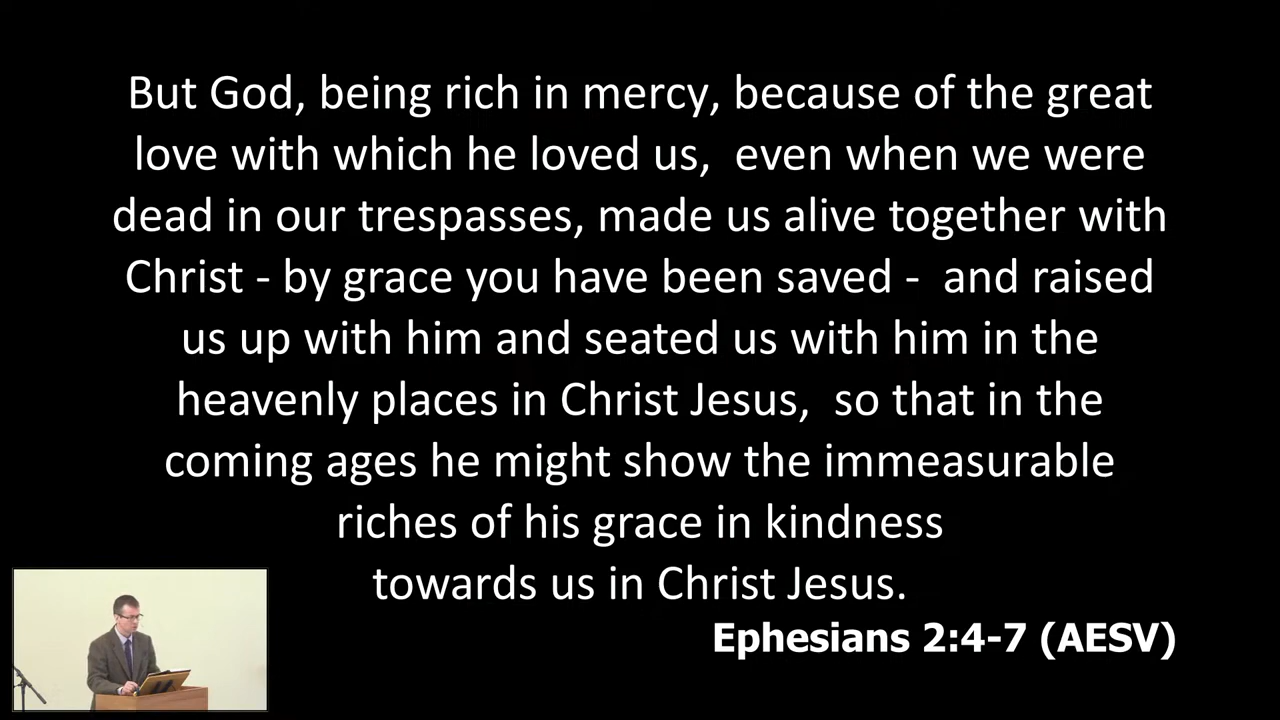 But God, being rich in mercy, because of the great
love with which he loved us,  even when we were
dead in our trespasses, made us alive together with
Christ - by grace you have been saved -  and raised
us up with him and seated us with him in the
heavenly places in Christ Jesus,  so that in the
coming ages he might show the immeasurable
riches of his grace in kindness
towards us in Christ Jesus.
Ephesians 2:4-7 (AESV)